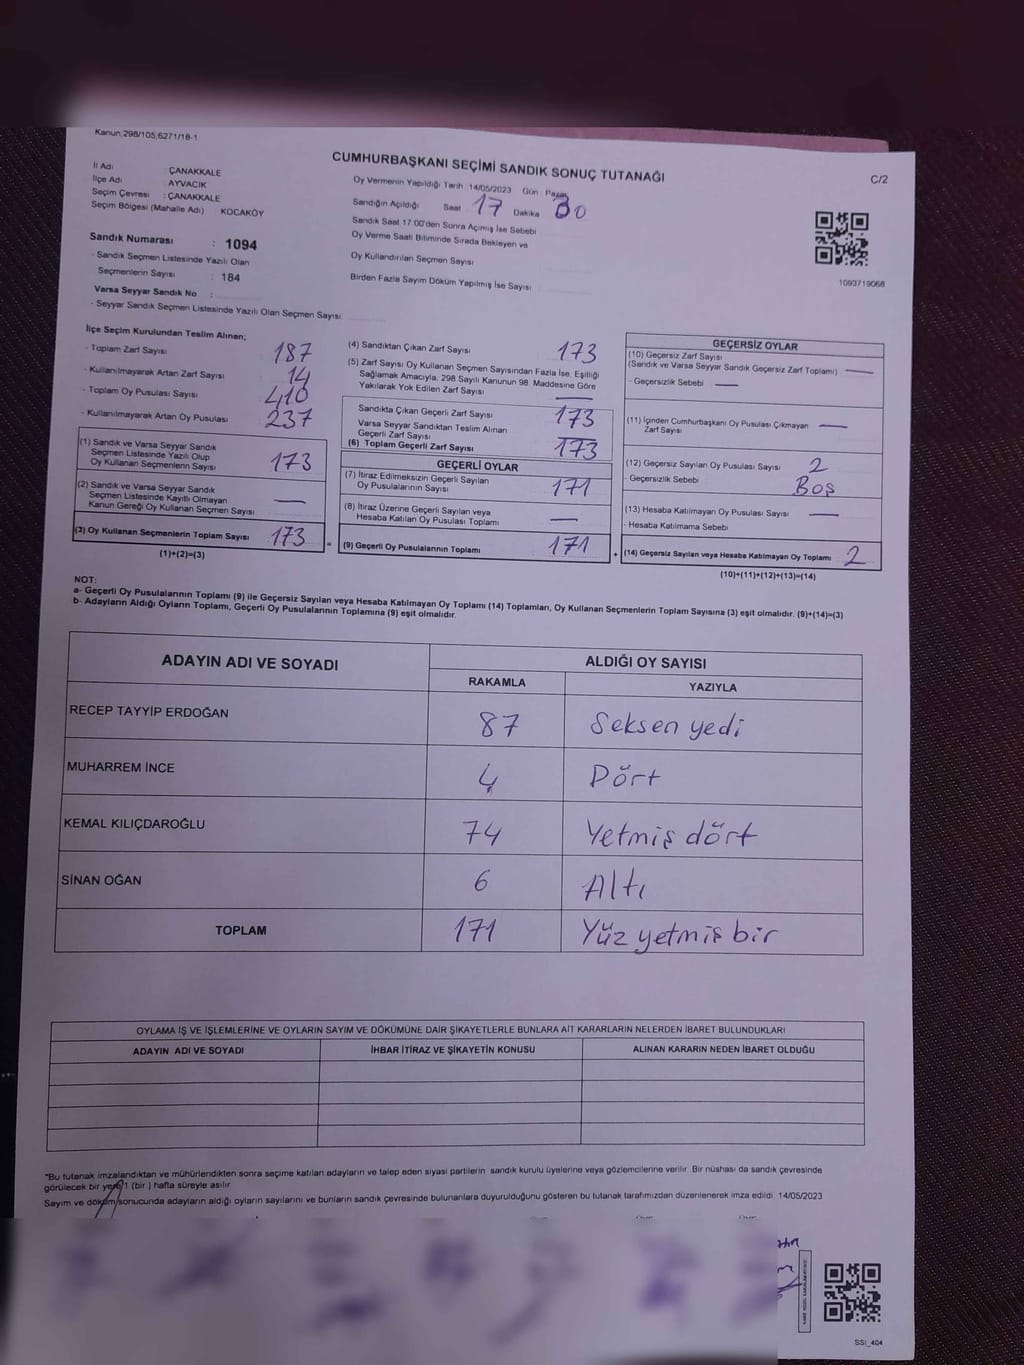 Kanun;298/105,6271/18-1
CUMHURBAŞKANI SEÇİMİ SANDIK SONUÇ TUTANAĞI
C/2
İl Adı : ÇANAKKALE
İlçe Adı : AYVACIK
Seçim Çevresi : ÇANAKKALE
Seçim Bölgesi (Mahalle Adı) : KOCAKÖY
Oy Vermenin Yapıldığı Tarih 14/05/2023 Gün : Pazar
Sandığın Açıldığı Saat 17 Dakika 30
Sandık Saat 17:00'den Sonra Açımış İse Sebebi
Oy Verme Saati Bitiminde Sırada Bekleyen ve
Oy Kullandırılan Seçmen Sayısı
Birden Fazla Sayım Döküm Yapılmış İse Sayısı
1093719068
Sandık Numarası : 1094
- Sandık Seçmen Listesinde Yazılı Olan
Seçmenlerin Sayısı : 184
Varsa Seyyar Sandık No :
- Seyyar Sandık Seçmen Listesinde Yazılı Olan Seçmen Sayısı:
İlçe Seçim Kurulundan Teslim Alınan;
- Toplam Zarf Sayısı 187
- Kullanılmayarak Artan Zarf Sayısı 14
- Toplam Oy Pusulası Sayısı 410
- Kullanılmayarak Artan Oy Pusulası 237
(1) Sandık ve Varsa Seyyar Sandık
Seçmen Listesinde Yazılı Olup
Oy Kullanan Seçmenlerin Sayısı 173
(2) Sandık ve Varsa Seyyar Sandık
Seçmen Listesinde Kayıtlı Olmayan
Kanun Gereği Oy Kullanan Seçmen Sayısı —
(3) Oy Kullanan Seçmenlerin Toplam Sayısı 173
(1)+(2)=(3)
(4) Sandıktan Çıkan Zarf Sayısı 173
(5) Zarf Sayısı Oy Kullanan Seçmen Sayısından Fazla İse, Eşitliği
Sağlamak Amacıyla, 298 Sayılı Kanunun 98. Maddesine Göre
Yakılarak Yok Edilen Zarf Sayısı —
Sandıkta Çıkan Geçerli Zarf Sayısı 173
Varsa Seyyar Sandıktan Teslim Alınan
Geçerli Zarf Sayısı
(6) Toplam Geçerli Zarf Sayısı 173
GEÇERLİ OYLAR
(7) İtiraz Edilmeksizin Geçerli Sayılan
Oy Pusulalarının Sayısı 171
(8) İtiraz Üzerine Geçerli Sayılan veya
Hesaba Katılan Oy Pusulası Toplamı —
= (9) Geçerli Oy Pusulalarının Toplamı 171
GEÇERSİZ OYLAR
(10) Geçersiz Zarf Sayısı
(Sandık ve Varsa Seyyar Sandık Geçersiz Zarf Toplamı) —
- Geçersizlik Sebebi —
(11) İçinden Cumhurbaşkanı Oy Pusulası Çıkmayan
Zarf Sayısı —
(12) Geçersiz Sayılan Oy Pusulası Sayısı 2
- Geçersizlik Sebebi Boş
(13) Hesaba Katılmayan Oy Pusulası Sayısı —
- Hesaba Katılmama Sebebi
+ (14) Geçersiz Sayılan veya Hesaba Katılmayan Oy Toplamı 2
(10)+(11)+(12)+(13)=(14)
NOT:
a- Geçerli Oy Pusulalarının Toplamı (9) ile Geçersiz Sayılan veya Hesaba Katılmayan Oy Toplamı (14) Toplamları, Oy Kullanan Seçmenlerin Toplam Sayısına (3) eşit olmalıdır. (9)+(14)=(3)
b- Adayların Aldığı Oyların Toplamı, Geçerli Oy Pusulalarının Toplamına (9) eşit olmalıdır.
ADAYIN ADI VE SOYADI
ALDIĞI OY SAYISI
RAKAMLA YAZIYLA
RECEP TAYYİP ERDOĞAN 87 Seksen yedi
MUHARREM İNCE 4 Dört
KEMAL KILIÇDAROĞLU 74 Yetmiş dört
SİNAN OĞAN 6 Altı
TOPLAM 171 Yüz yetmiş bir
OYLAMA İŞ VE İŞLEMLERİNE VE OYLARIN SAYIM VE DÖKÜMÜNE DAİR ŞİKAYETLERLE BUNLARA AİT KARARLARIN NELERDEN İBARET BULUNDUKLARI
ADAYIN ADI VE SOYADI İHBAR İTİRAZ VE ŞİKAYETİN KONUSU ALINAN KARARIN NEDEN İBARET OLDUĞU
*Bu tutanak imzalandıktan ve mühürlendikten sonra seçime katılan adayların ve talep eden siyasi partilerin sandık kurulu üyelerine veya gözlemcilerine verilir. Bir nüshası da sandık çevresinde
görülecek bir yere 1 (bir ) hafta süreyle asılır.
Sayım ve döküm sonucunda adayların aldığı oyların sayılarını ve bunların sandık çevresinde bulunanlara duyurulduğunu gösteren bu tutanak tarafımızdan düzenlenerek imza edildi. 14/05/2023
SSI_404